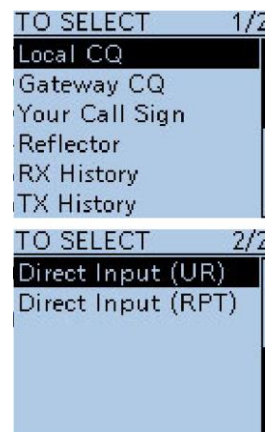 TO SELECT 1/2
Local CQ
Gateway CQ
Your Call Sign
Reflector
RX History
TX History
TO SELECT 2/2
Direct Input (UR)
Direct Input (RPT)